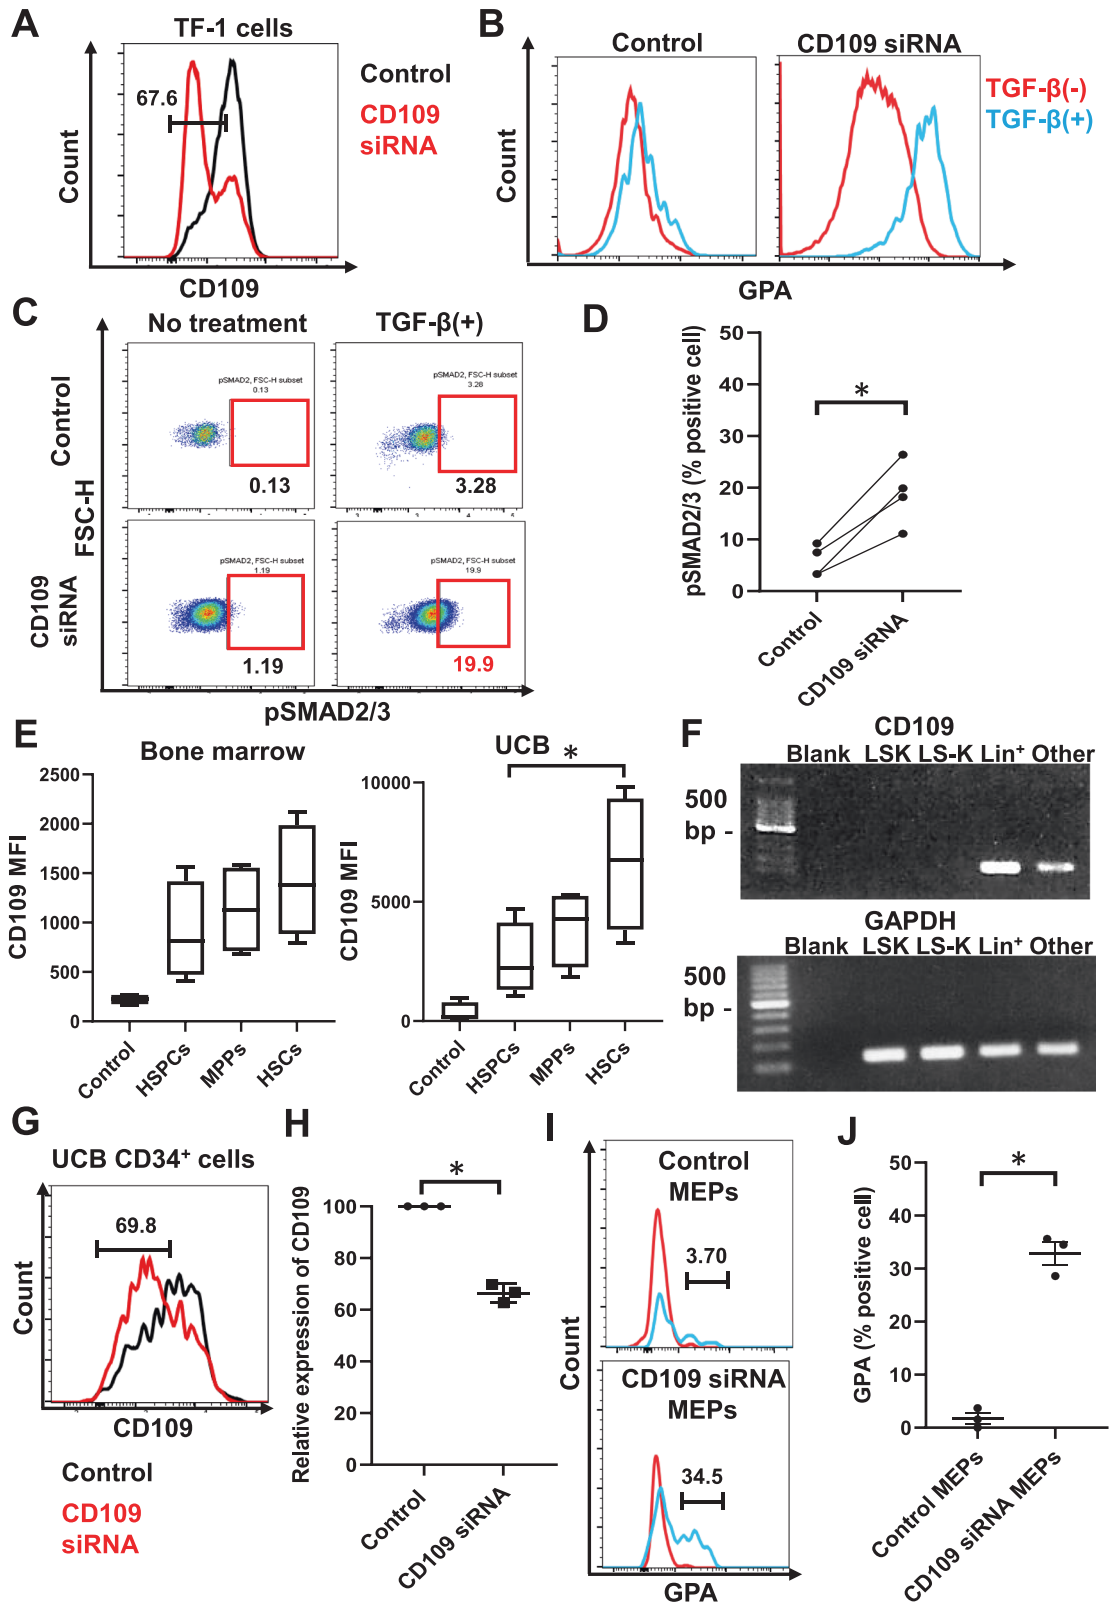 A
TF-1 cells
67.6
Count
CD109
Control
CD109
siRNA
B
Control
CD109 siRNA
TGF-β(-)
TGF-β(+)
Count
GPA
C
No treatment
TGF-β(+)
Control
CD109
siRNA
FSC-H
pSMAD2, FSC-H subset
0.13
0.13
pSMAD2, FSC-H subset
3.28
3.28
pSMAD2, FSC-H subset
1.19
1.19
pSMAD2, FSC-H subset
19.9
19.9
pSMAD2/3
D
pSMAD2/3 (% positive cell)
50
40
30
20
10
0
*
Control
CD109 siRNA
E
Bone marrow
CD109 MFI
2500
2000
1500
1000
500
0
Control
HSPCs
MPPs
HSCs
UCB
*
CD109 MFI
10000
5000
0
Control
HSPCs
MPPs
HSCs
F
CD109
Blank LSK LS-K Lin⁺ Other
500
bp -
GAPDH
Blank LSK LS-K Lin⁺ Other
500
bp -
G
UCB CD34⁺ cells
69.8
Count
CD109
Control
CD109
siRNA
H
Relative expression of CD109
100
80
60
40
20
0
*
Control
CD109 siRNA
I
Control
MEPs
3.70
CD109 siRNA
MEPs
34.5
Count
GPA
J
GPA (% positive cell)
50
40
30
20
10
0
*
Control MEPs
CD109 siRNA MEPs